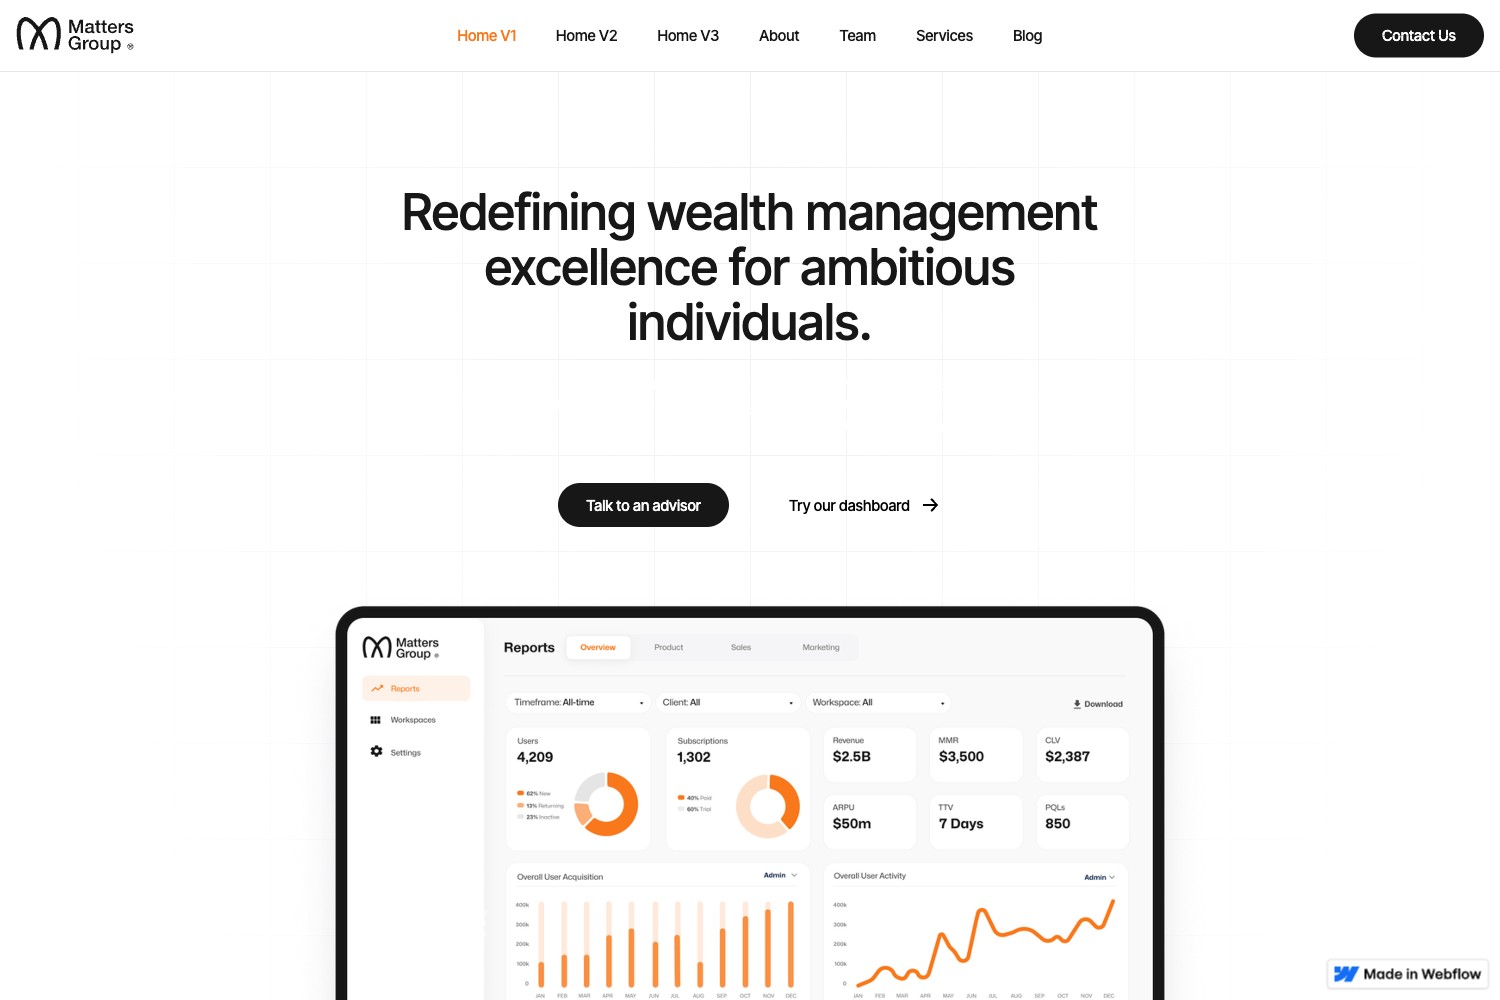 Matters
Group ®
Home V1
Home V2
Home V3
About
Team
Services
Blog
Contact Us
Redefining wealth management
excellence for ambitious
individuals.
Talk to an advisor
Try our dashboard
Matters
Group ®
Reports
Workspaces
Settings
Reports
Overview
Product
Sales
Marketing
Timeframe: All-time
Client: All
Workspace: All
Download
Users
4,209
62% New
13% Returning
23% Inactive
Subscriptions
1,302
40% Paid
60% Trial
Revenue
$2.5B
MMR
$3,500
CLV
$2,387
ARPU
$50m
TTV
7 Days
PQLs
850
Overall User Acquisition
Admin
400k
300k
200k
100k
0
JAN FEB MAR APR MAY JUN JUL AUG SEP OCT NOV DEC
Overall User Activity
Admin
400k
300k
200k
100k
0
JAN FEB MAR APR MAY JUN JUL AUG SEP OCT NOV DEC
Made in Webflow